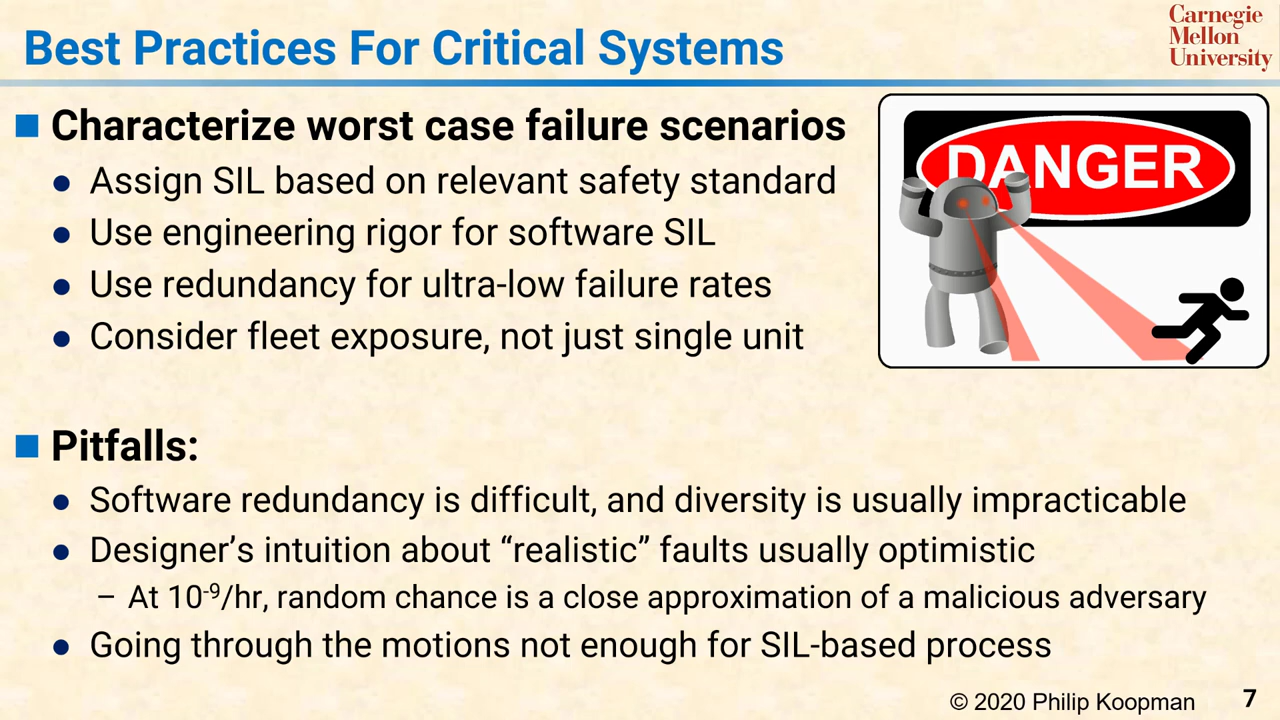 Best Practices For Critical Systems
Carnegie
Mellon
University
Characterize worst case failure scenarios
Assign SIL based on relevant safety standard
Use engineering rigor for software SIL
Use redundancy for ultra-low failure rates
Consider fleet exposure, not just single unit
DANGER
Pitfalls:
Software redundancy is difficult, and diversity is usually impracticable
Designer’s intuition about “realistic” faults usually optimistic
– At 10⁻⁹/hr, random chance is a close approximation of a malicious adversary
Going through the motions not enough for SIL-based process
© 2020 Philip Koopman 7